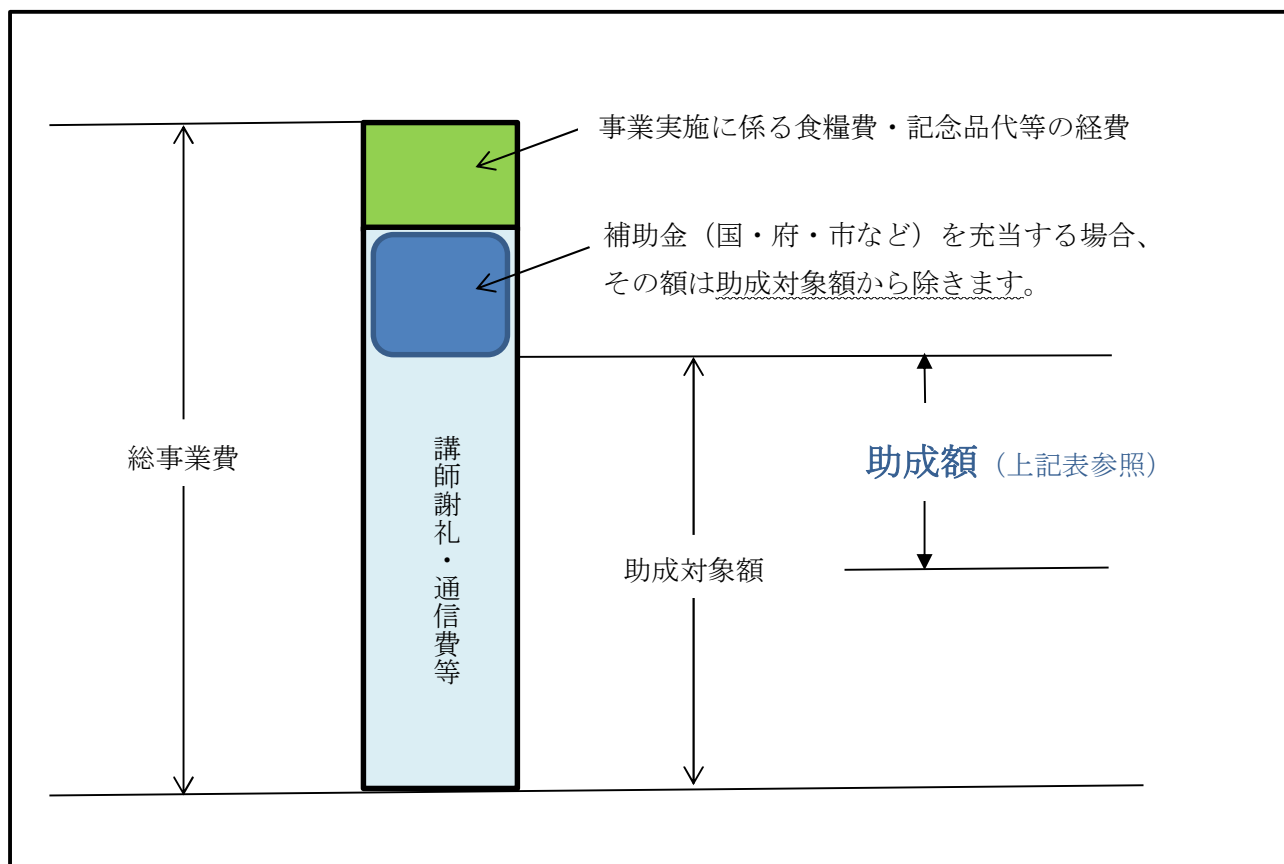 事業実施に係る食糧費・記念品代等の経費
補助金（国・府・市など）を充当する場合、
その額は助成対象額から除きます。
総事業費
講師謝礼・通信費等
助成額（上記表参照）
助成対象額